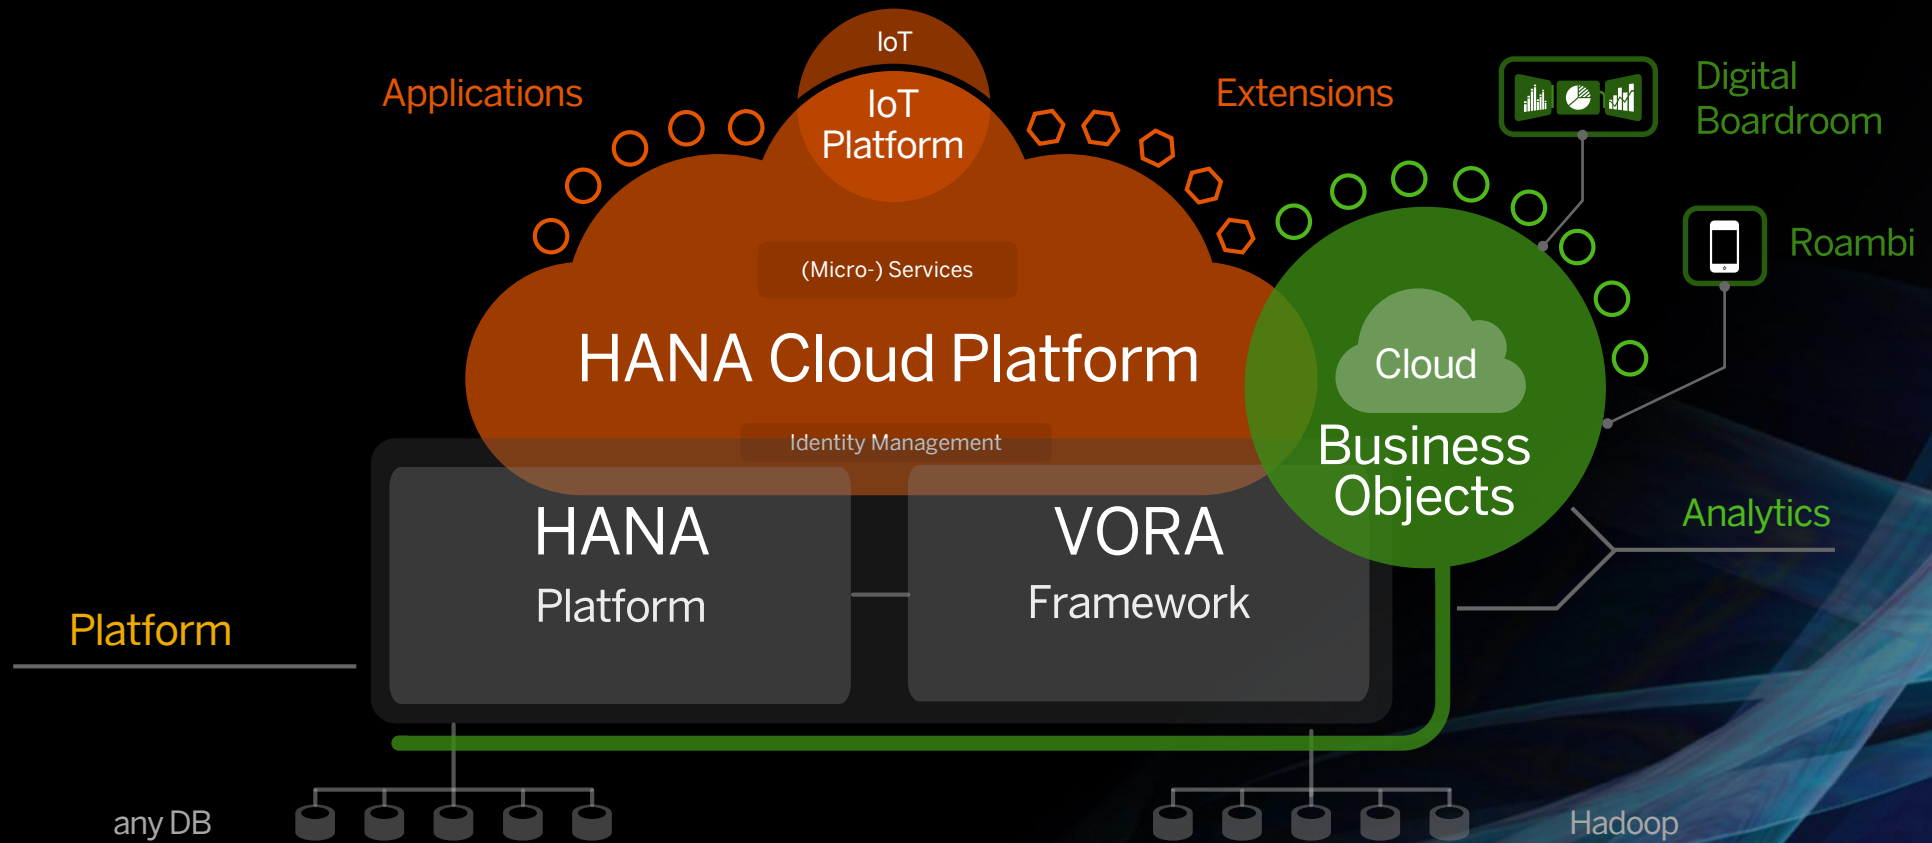 IoT
Applications
IoT
Platform
Extensions
Digital
Boardroom
Roambi
(Micro-) Services
HANA Cloud Platform
Cloud
Identity Management
Business
Objects
HANA
Platform
VORA
Framework
Analytics
Platform
any DB
Hadoop